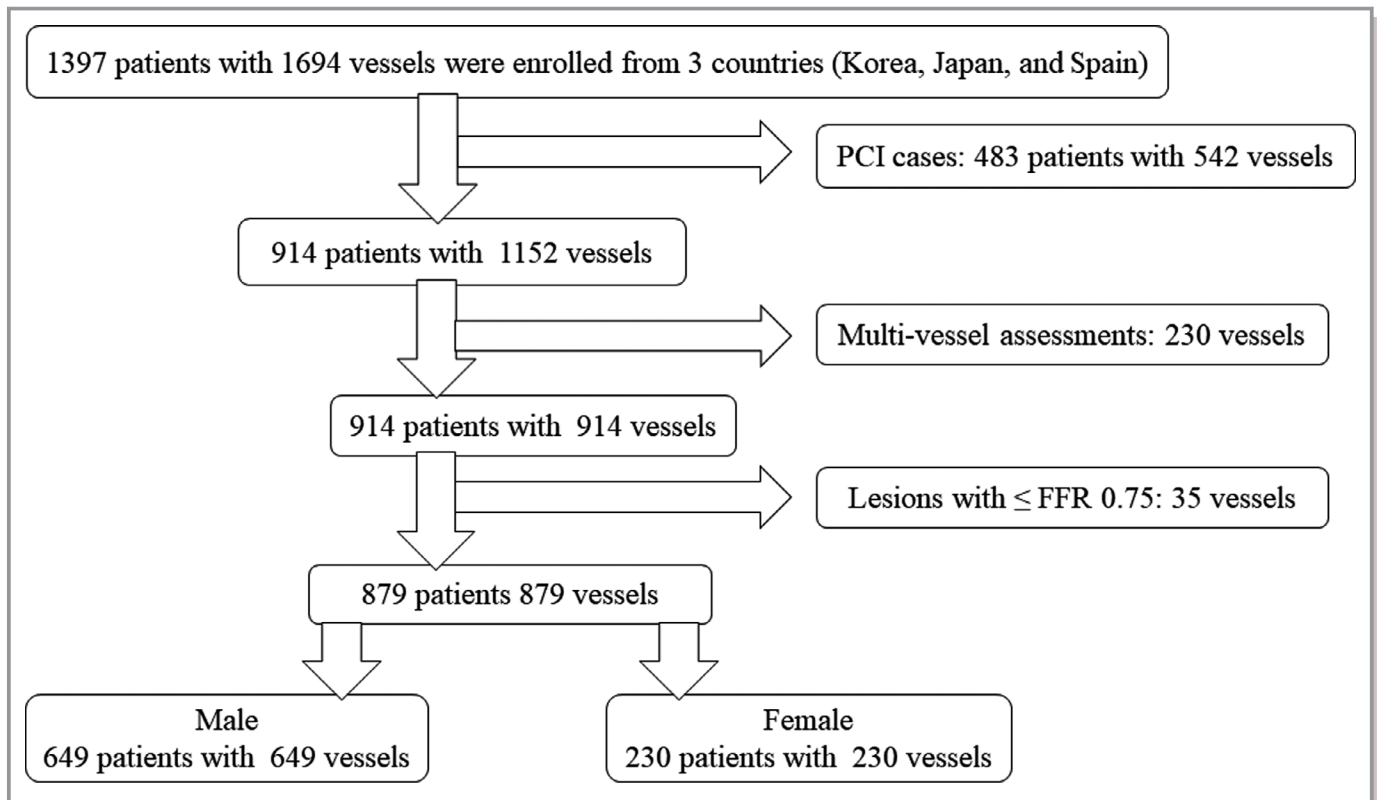 1397 patients with 1694 vessels were enrolled from 3 countries (Korea, Japan, and Spain)
PCI cases: 483 patients with 542 vessels
914 patients with 1152 vessels
Multi-vessel assessments: 230 vessels
914 patients with 914 vessels
Lesions with ≤ FFR 0.75: 35 vessels
879 patients 879 vessels
Male
649 patients with 649 vessels
Female
230 patients with 230 vessels